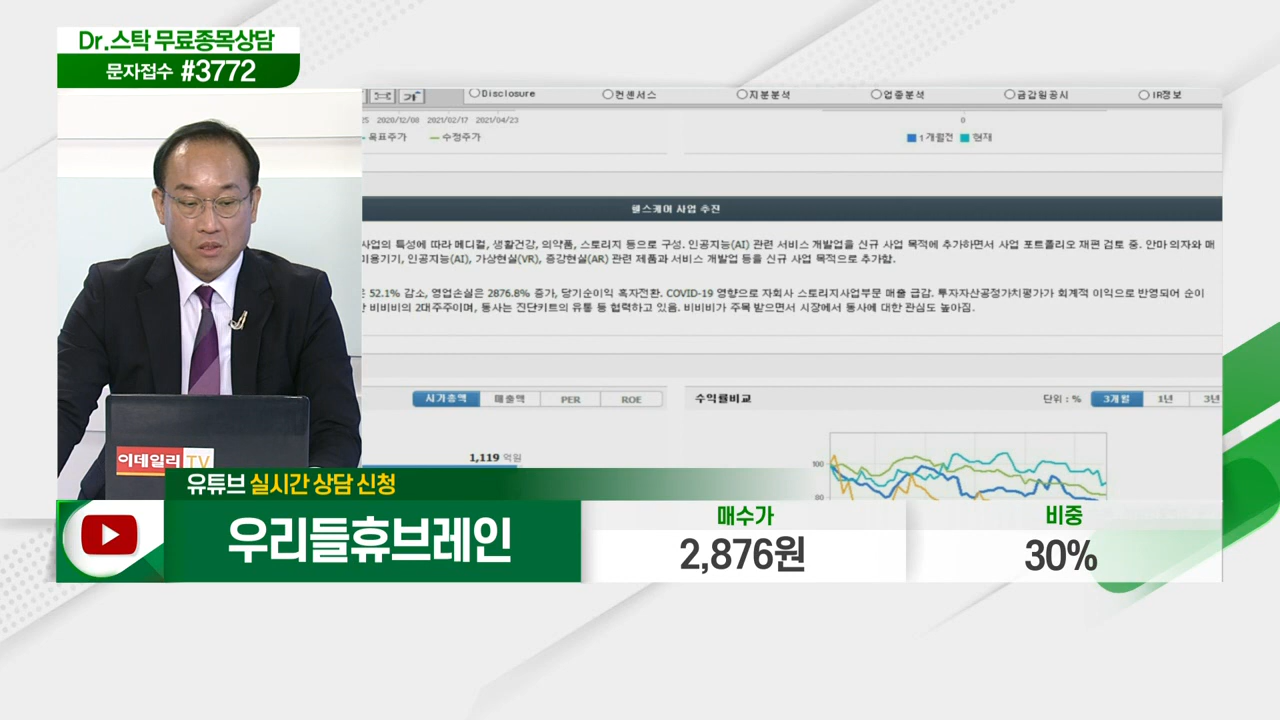 Dr.스탁 무료종목상담
문자접수 #3772
가
Disclosure
컨센서스
지분분석
업종분석
금감원공시
IR정보
25 2020/12/08 2021/02/17 2021/04/23
목표주가 수정주가
0
1개월전 현재
헬스케어 사업 추진
사업의 특성에 따라 메디컬, 생활건강, 의약품, 스토리지 등으로 구성. 인공지능(AI) 관련 서비스 개발업을 신규 사업 목적에 추가하면서 사업 포트폴리오 재편 검토 중. 안마 의자와 매
미용기기, 인공지능(AI), 가상현실(VR), 증강현실(AR) 관련 제품과 서비스 개발업 등을 신규 사업 목적으로 추가함.
은 52.1% 감소, 영업손실은 2876.8% 증가, 당기순이익 흑자전환. COVID-19 영향으로 자회사 스토리지사업부문 매출 급감. 투자자산공정가치평가가 회계적 이익으로 반영되어 순이
한 비비비의 2대주주이며, 동사는 진단키트의 유통 등 협력하고 있음. 비비비가 주목 받으면서 시장에서 동사에 대한 관심도 높아짐.
시가총액 매출액 PER ROE
수익률비교
단위 : % 3개월 1년 3년
1,119 억원
100
80
이데일리 TV
유튜브 실시간 상담 신청
우리들휴브레인
매수가
2,876원
비중
30%